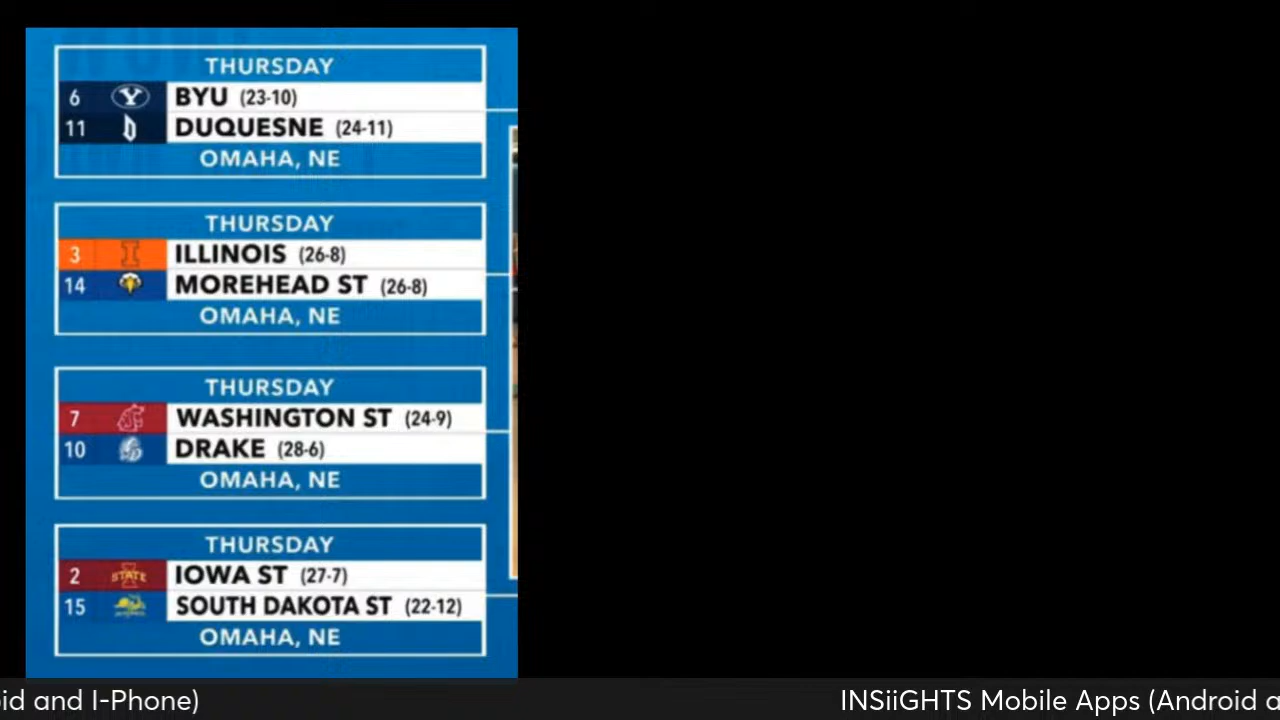 THURSDAY
6 BYU (23-10)
11 DUQUESNE (24-11)
OMAHA, NE
THURSDAY
3 ILLINOIS (26-8)
14 MOREHEAD ST (26-8)
OMAHA, NE
THURSDAY
7 WASHINGTON ST (24-9)
10 DRAKE (28-6)
OMAHA, NE
THURSDAY
2 STATE IOWA ST (27-7)
15 SOUTH DAKOTA ST (22-12)
OMAHA, NE
id and I-Phone) INSiiGHTS Mobile Apps (Android a